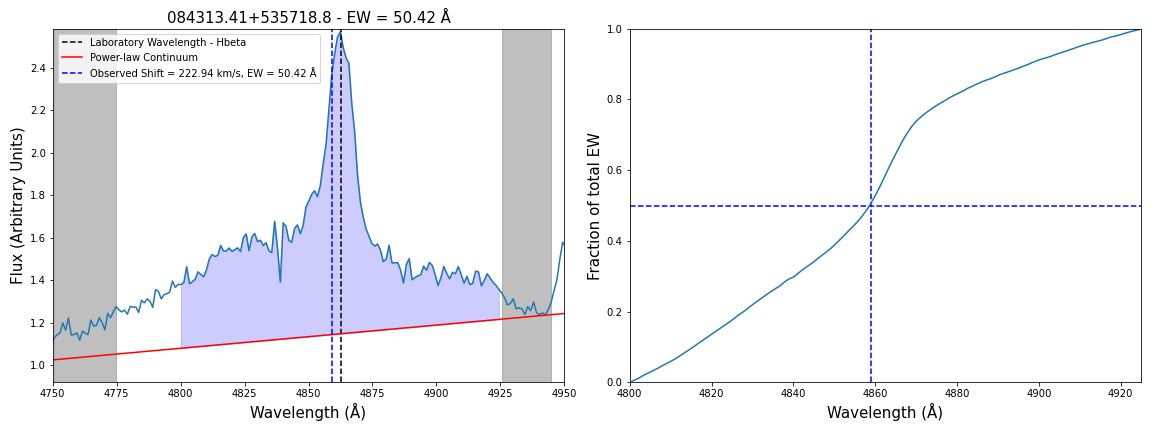 084313.41+535718.8 - EW = 50.42 Å
Laboratory Wavelength - Hbeta
Power-law Continuum
Observed Shift = 222.94 km/s, EW = 50.42 Å
Flux (Arbitrary Units)
2.4
2.2
2.0
1.8
1.6
1.4
1.2
1.0
4750 4775 4800 4825 4850 4875 4900 4925 4950
Wavelength (Å)
Fraction of total EW
1.0
0.8
0.6
0.4
0.2
0.0
4800 4820 4840 4860 4880 4900 4920
Wavelength (Å)